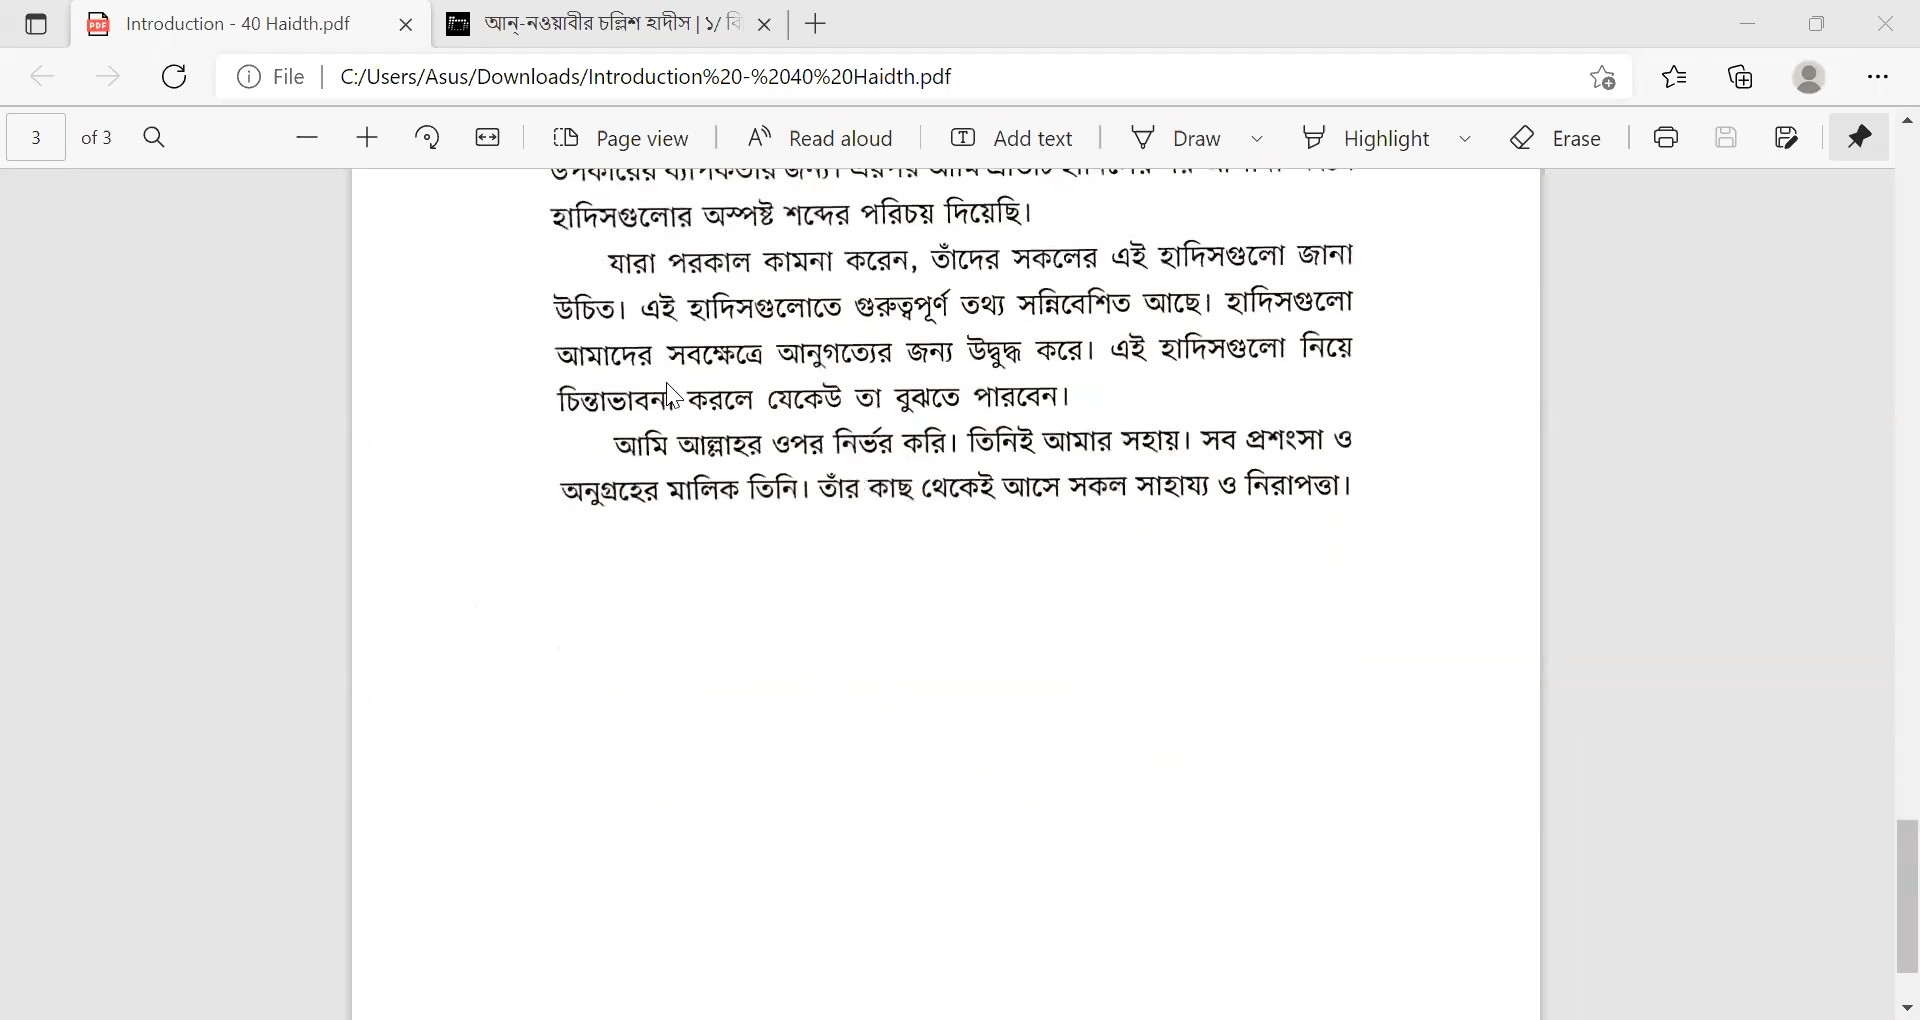 Introduction - 40 Haidth.pdf
আন্-নওয়াবীর চল্লিশ হাদীস | ১/
File
C:/Users/Asus/Downloads/Introduction%20-%2040%20Haidth.pdf
3 of 3
Page view
Read aloud
Add text
Draw
Highlight
Erase
হাদিসগুলোর অস্পষ্ট শব্দের পরিচয় দিয়েছি।
যারা পরকাল কামনা করেন, তাঁদের সকলের এই হাদিসগুলো জানা
উচিত। এই হাদিসগুলোতে গুরুত্বপূর্ণ তথ্য সন্নিবেশিত আছে। হাদিসগুলো
আমাদের সবক্ষেত্রে আনুগত্যের জন্য উদ্বুদ্ধ করে। এই হাদিসগুলো নিয়ে
চিন্তাভাবনা করলে যেকেউ তা বুঝতে পারবেন।
আমি আল্লাহর ওপর নির্ভর করি। তিনিই আমার সহায়। সব প্রশংসা ও
অনুগ্রহের মালিক তিনি। তাঁর কাছ থেকেই আসে সকল সাহায্য ও নিরাপত্তা।